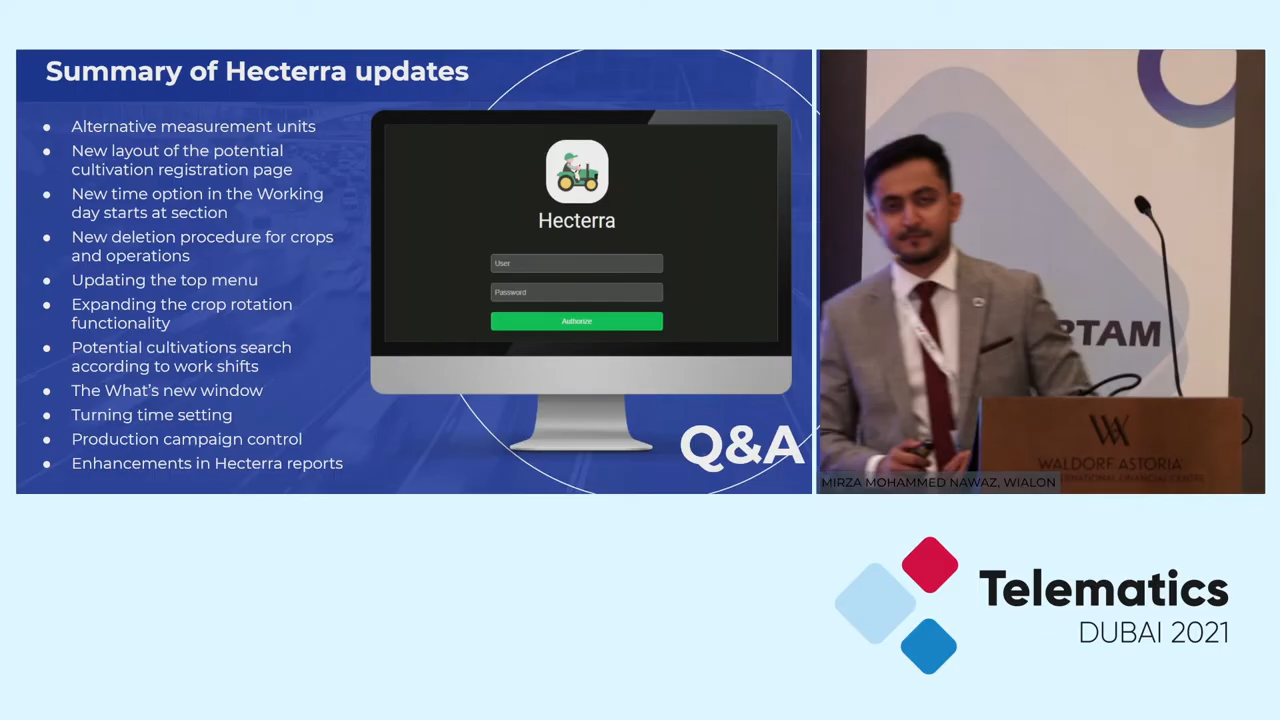 Summary of Hecterra updates
● Alternative measurement units
● New layout of the potential
cultivation registration page
● New time option in the Working
day starts at section
● New deletion procedure for crops
and operations
● Updating the top menu
● Expanding the crop rotation
functionality
● Potential cultivations search
according to work shifts
● The What's new window
● Turning time setting
● Production campaign control
● Enhancements in Hecterra reports
Hecterra
User
Password
Authorize
Q&A
WALDORF ASTORIA
MIRZA MOHAMMED NAWAZ, WIALON
Telematics
DUBAI 2021